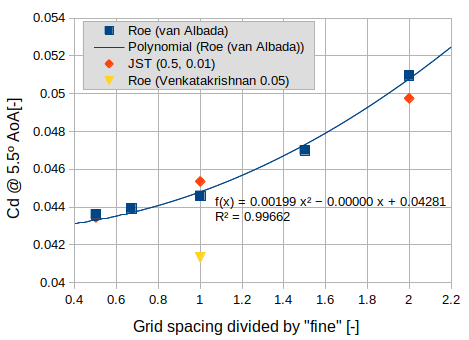 0.054
0.052
0.05
0.048
0.046
0.044
0.042
0.04
Cd @ 5.5° AoA[-]
Roe (van Albada)
Polynomial (Roe (van Albada))
JST (0.5, 0.01)
Roe (Venkatakrishnan 0.05)
f(x) = 0.00199 x² − 0.00000 x + 0.04281
R² = 0.99662
0.4 0.6 0.8 1 1.2 1.4 1.6 1.8 2 2.2
Grid spacing divided by "fine" [-]